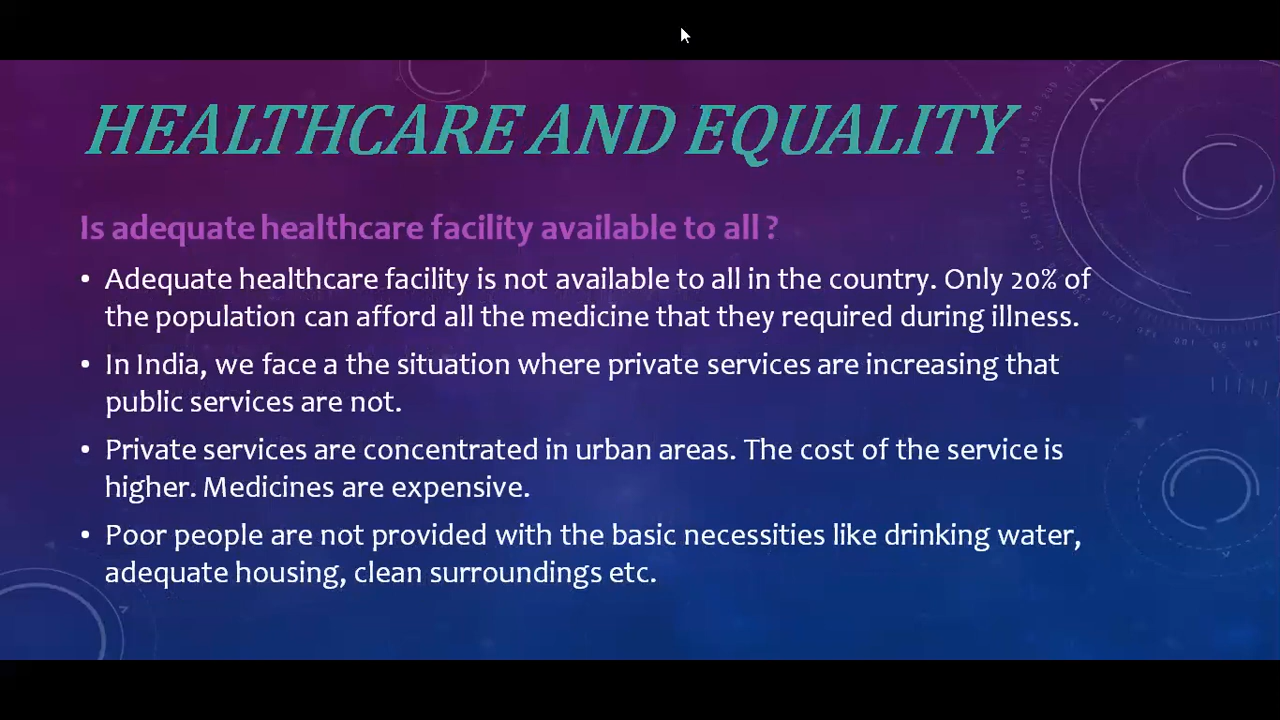 HEALTHCARE AND EQUALITY
Is adequate healthcare facility available to all ?
• Adequate healthcare facility is not available to all in the country. Only 20% of
the population can afford all the medicine that they required during illness.
• In India, we face a the situation where private services are increasing that
public services are not.
• Private services are concentrated in urban areas. The cost of the service is
higher. Medicines are expensive.
• Poor people are not provided with the basic necessities like drinking water,
adequate housing, clean surroundings etc.